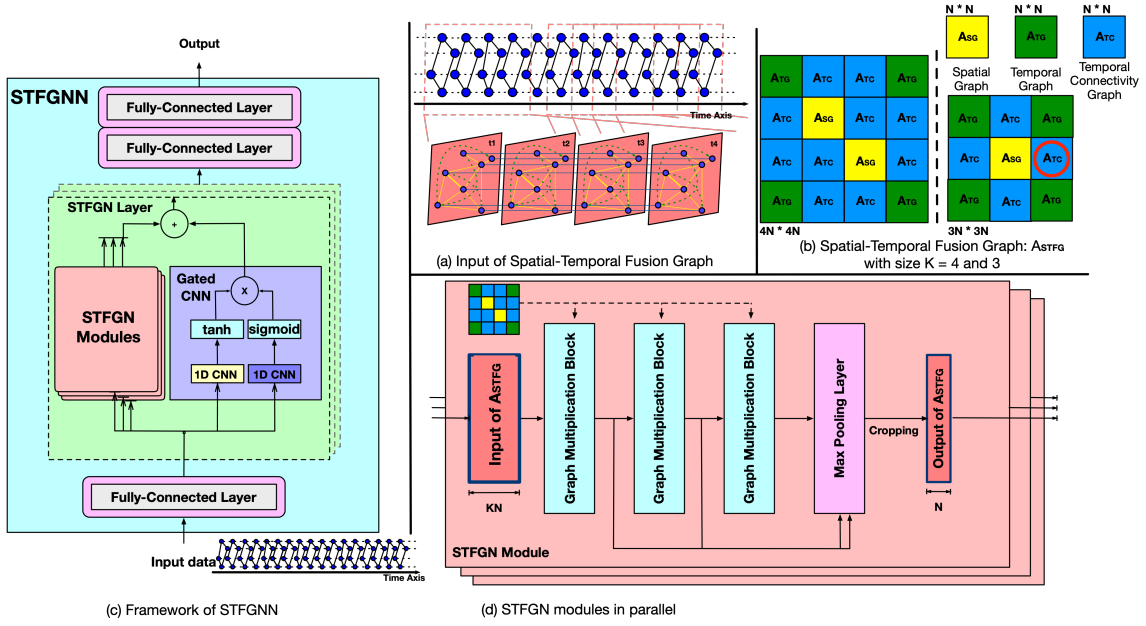 Output
STFGNN
Fully-Connected Layer
Fully-Connected Layer
STFGN Layer
+
Gated
CNN
x
STFGN
Modules
tanh
sigmoid
1D CNN
1D CNN
Fully-Connected Layer
Input data
Time Axis
(c) Framework of STFGNN
Time Axis
t1
t2
t3
t4
(a) Input of Spatial-Temporal Fusion Graph
N * N
N * N
N * N
ASG
ATG
ATC
Spatial
Graph
Temporal
Graph
Temporal
Connectivity
Graph
ATG ATC ATC ATG
ATC ASG ATC ATC
ATC ATC ASG ATC
ATG ATC ATC ATG
4N * 4N
ATG ATC ATG
ATC ASG ATC
ATG ATC ATG
3N * 3N
(b) Spatial-Temporal Fusion Graph: ASTFG
with size K = 4 and 3
Input of ASTFG
KN
Graph Multiplication Block
Graph Multiplication Block
Graph Multiplication Block
Max Pooling Layer
Cropping
Output of ASTFG
N
STFGN Module
(d) STFGN modules in parallel